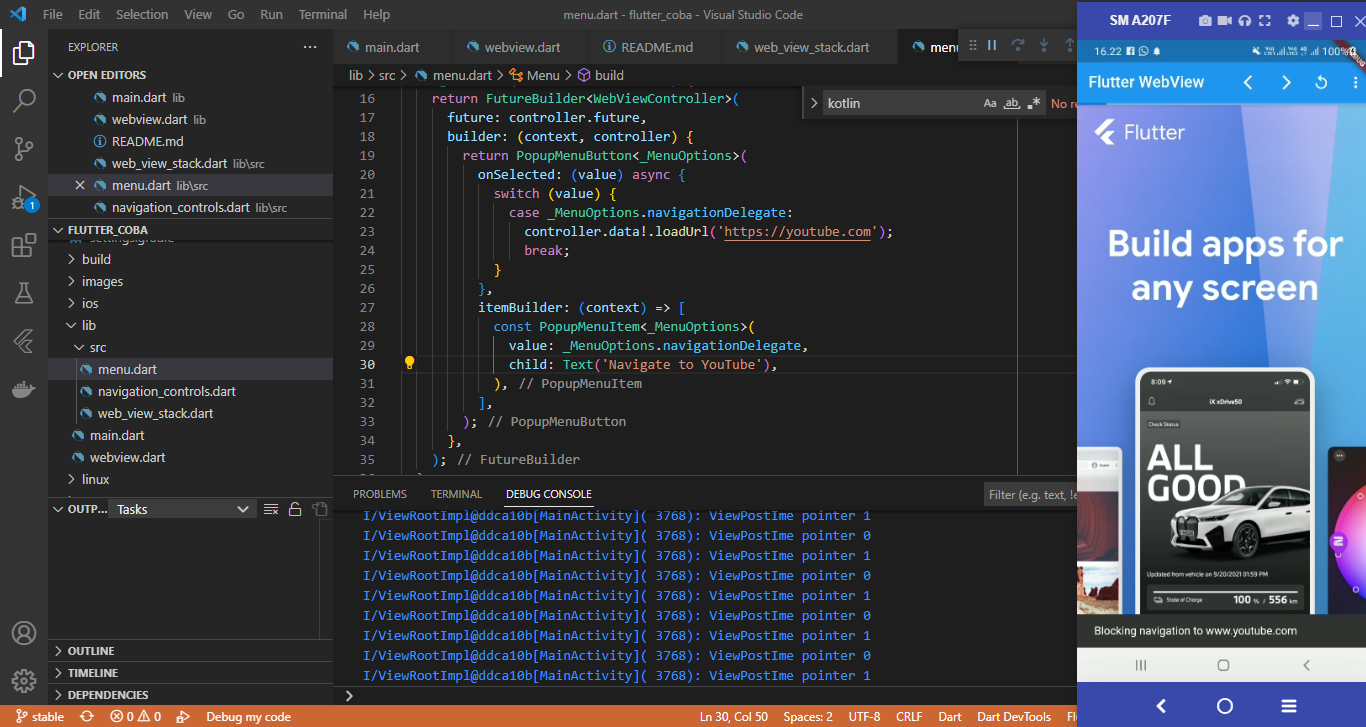 File Edit Selection View Go Run Terminal Help
menu.dart - flutter_coba - Visual Studio Code
EXPLORER
OPEN EDITORS
main.dart lib
webview.dart lib
README.md
web_view_stack.dart lib\src
menu.dart lib\src
navigation_controls.dart lib\src
1
FLUTTER_COBA
settings.gradle
build
images
ios
lib
src
menu.dart
navigation_controls.dart
web_view_stack.dart
main.dart
webview.dart
linux
OUTP... Tasks
OUTLINE
TIMELINE
DEPENDENCIES
main.dart webview.dart README.md web_view_stack.dart menu
lib > src > menu.dart > Menu > build
kotlin Aa ab No re
16 return FutureBuilder<WebViewController>(
17 future: controller.future,
18 builder: (context, controller) {
19 return PopupMenuButton<_MenuOptions>(
20 onSelected: (value) async {
21 switch (value) {
22 case _MenuOptions.navigationDelegate:
23 controller.data!.loadUrl('https://youtube.com');
24 break;
25 }
26 },
27 itemBuilder: (context) => [
28 const PopupMenuItem<_MenuOptions>(
29 value: _MenuOptions.navigationDelegate,
30 child: Text('Navigate to YouTube'),
31 ), // PopupMenuItem
32 ],
33 ); // PopupMenuButton
34 },
35 ); // FutureBuilder
PROBLEMS TERMINAL DEBUG CONSOLE
Filter (e.g. text, !e
I/ViewRootImpl@ddca10b[MainActivity]( 3768): ViewPostIme pointer 1
I/ViewRootImpl@ddca10b[MainActivity]( 3768): ViewPostIme pointer 0
I/ViewRootImpl@ddca10b[MainActivity]( 3768): ViewPostIme pointer 1
I/ViewRootImpl@ddca10b[MainActivity]( 3768): ViewPostIme pointer 0
I/ViewRootImpl@ddca10b[MainActivity]( 3768): ViewPostIme pointer 1
I/ViewRootImpl@ddca10b[MainActivity]( 3768): ViewPostIme pointer 0
I/ViewRootImpl@ddca10b[MainActivity]( 3768): ViewPostIme pointer 1
I/ViewRootImpl@ddca10b[MainActivity]( 3768): ViewPostIme pointer 0
I/ViewRootImpl@ddca10b[MainActivity]( 3768): ViewPostIme pointer 1
stable 0 0 Debug my code
Ln 30, Col 50 Spaces: 2 UTF-8 CRLF Dart Dart DevTools Fl
SM A207F
16.22 100%
Flutter WebView
Flutter
Build apps for
any screen
8:09
iX xDrive50
Check Status
ALL
GOOD
Updated from vehicle on 9/20/2021 01:59 PM
State of Charge 100 % / 556 km
Blocking navigation to www.youtube.com